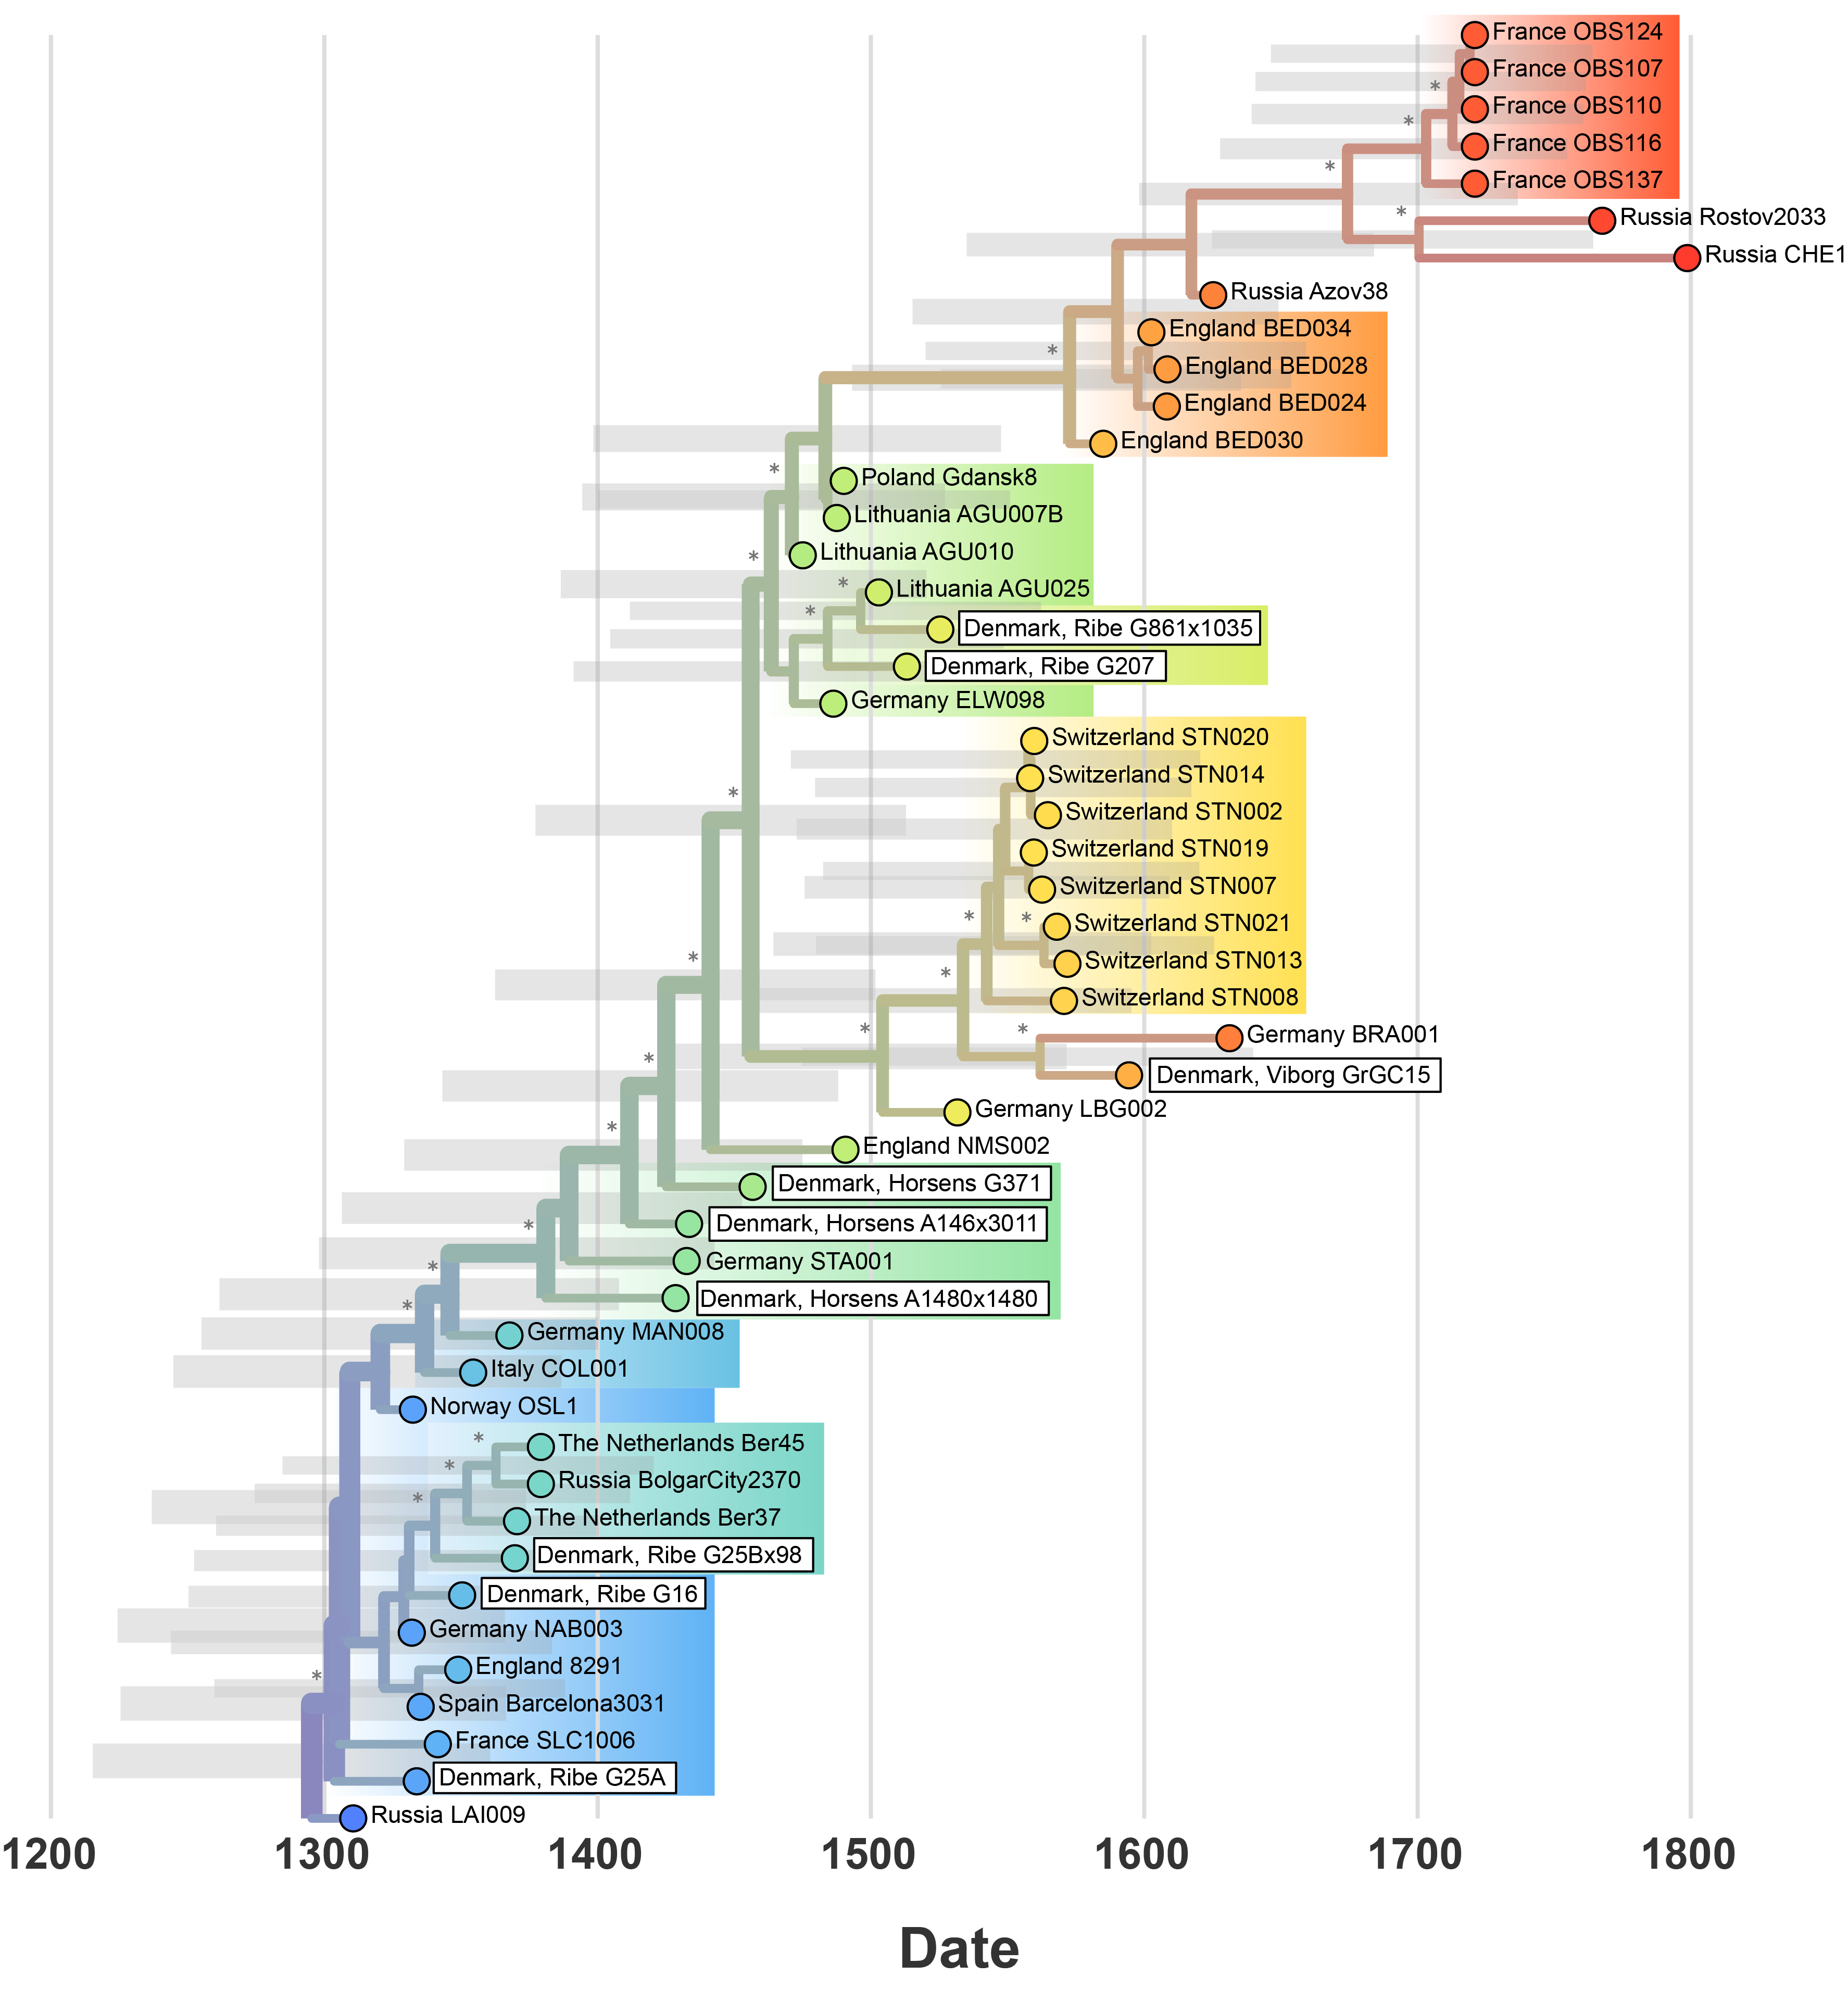 France OBS124
France OBS107
*
France OBS110
*
France OBS116
*
France OBS137
*
Russia Rostov2033
Russia CHE1
Russia Azov38
England BED034
*
England BED028
England BED024
England BED030
*
Poland Gdansk8
Lithuania AGU007B
*
Lithuania AGU010
*
Lithuania AGU025
*
Denmark, Ribe G861x1035
Denmark, Ribe G207
Germany ELW098
Switzerland STN020
Switzerland STN014
*
Switzerland STN002
Switzerland STN019
Switzerland STN007
*
*
Switzerland STN021
*
*
Switzerland STN013
Switzerland STN008
*
*
Germany BRA001
*
Denmark, Viborg GrGC15
Germany LBG002
*
England NMS002
Denmark, Horsens G371
*
Denmark, Horsens A146x3011
*
Germany STA001
*
Denmark, Horsens A1480x1480
Germany MAN008
Italy COL001
Norway OSL1
*
The Netherlands Ber45
*
Russia BolgarCity2370
*
The Netherlands Ber37
Denmark, Ribe G25Bx98
Denmark, Ribe G16
Germany NAB003
*
England 8291
Spain Barcelona3031
France SLC1006
Denmark, Ribe G25A
Russia LAI009
1200 1300 1400 1500 1600 1700 1800
Date